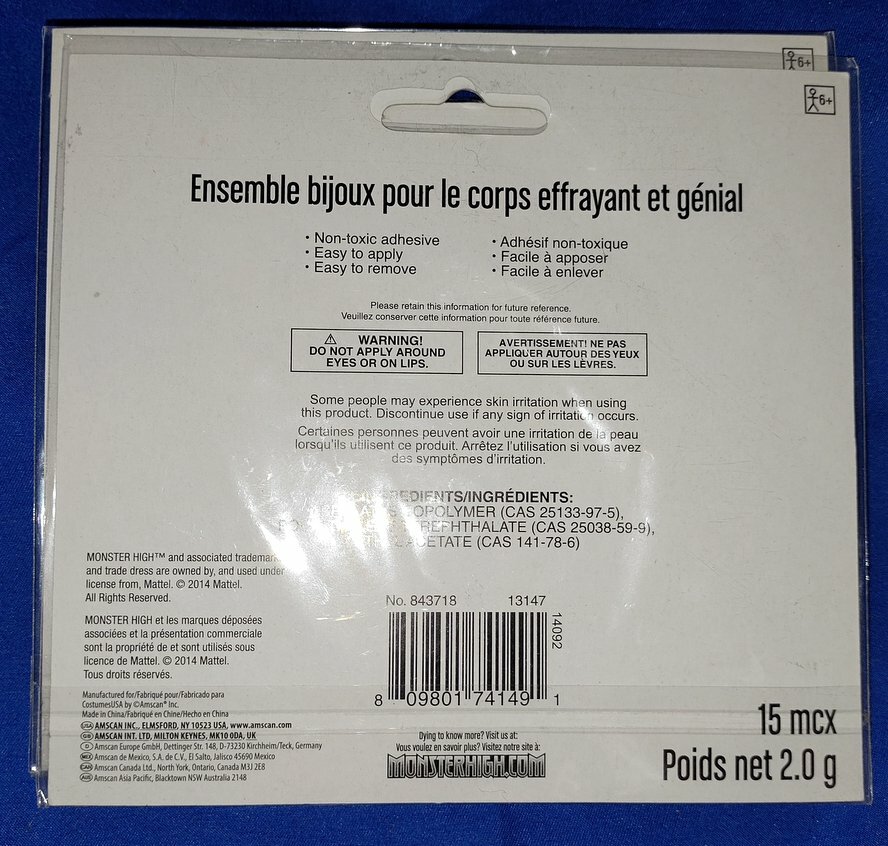 6+
6+
Ensemble bijoux pour le corps effrayant et génial
• Non-toxic adhesive
• Easy to apply
• Easy to remove
• Adhésif non-toxique
• Facile à apposer
• Facile à enlever
Please retain this information for future reference.
Veuillez conserver cette information pour toute référence future.
⚠ WARNING!
DO NOT APPLY AROUND
EYES OR ON LIPS.
AVERTISSEMENT! NE PAS
APPLIQUER AUTOUR DES YEUX
OU SUR LES LÈVRES.
Some people may experience skin irritation when using
this product. Discontinue use if any sign of irritation occurs.
Certaines personnes peuvent avoir une irritation de la peau
lorsqu'ils utilisent ce produit. Arrêtez l'utilisation si vous avez
des symptômes d'irritation.
INGREDIENTS/INGRÉDIENTS:
COPOLYMER (CAS 25133-97-5),
(CAS 25038-59-9),
ACETATE (CAS 141-78-6)
MONSTER HIGH™ and associated trademarks
and trade dress are owned by, and used under
license from, Mattel. © 2014 Mattel.
All Rights Reserved.
MONSTER HIGH et les marques déposées
associées et la présentation commerciale
sont la propriété de et sont utilisés sous
licence de Mattel. © 2014 Mattel.
Tous droits réservés.
Manufactured for/Fabriqué pour/Fabricado para
CostumesUSA by ©Amscan® Inc.
Made in China/Fabriqué en Chine/Hecho en China
USA AMSCAN INC., ELMSFORD, NY 10523 USA, www.amscan.com
GB AMSCAN INT. LTD, MILTON KEYNES, MK10 0DA, UK
D Amscan Europe GmbH, Dettinger Str. 148, D-73230 Kirchheim/Teck, Germany
MEX Amscan de Mexico, S.A. de C.V., El Salto, Jalisco 45690 Mexico
CAN Amscan Canada Ltd., North York, Ontario, Canada M3J 2E8
AUS Amscan Asia Pacific, Blacktown NSW Australia 2148
No. 843718 13147
14092
8 09801 74149 1
Dying to know more? Visit us at:
Vous voulez en savoir plus? Visitez notre site à:
MONSTERHIGH.COM
15 mcx
Poids net 2.0 g